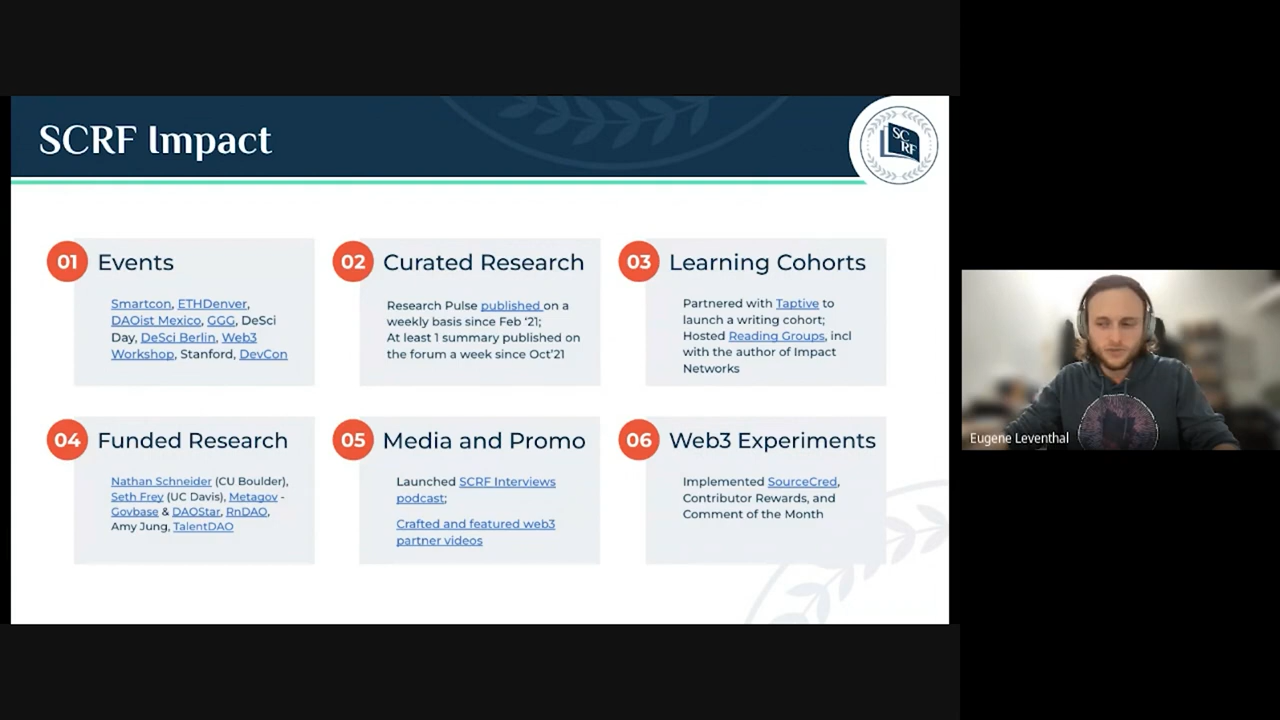 SCRF Impact
SC
RF
01
Events
Smartcon, ETHDenver,
DAOist Mexico, GGG, DeSci
Day, DeSci Berlin, Web3
Workshop, Stanford, DevCon
02
Curated Research
Research Pulse published on a
weekly basis since Feb ‘21;
At least 1 summary published on
the forum a week since Oct’21
03
Learning Cohorts
Partnered with Taptive to
launch a writing cohort;
Hosted Reading Groups, incl
with the author of Impact
Networks
04
Funded Research
Nathan Schneider (CU Boulder),
Seth Frey (UC Davis), Metagov -
Govbase & DAOStar, RnDAO,
Amy Jung, TalentDAO
05
Media and Promo
Launched SCRF Interviews
podcast;
Crafted and featured web3
partner videos
06
Web3 Experiments
Implemented SourceCred,
Contributor Rewards, and
Comment of the Month
Eugene Leventhal